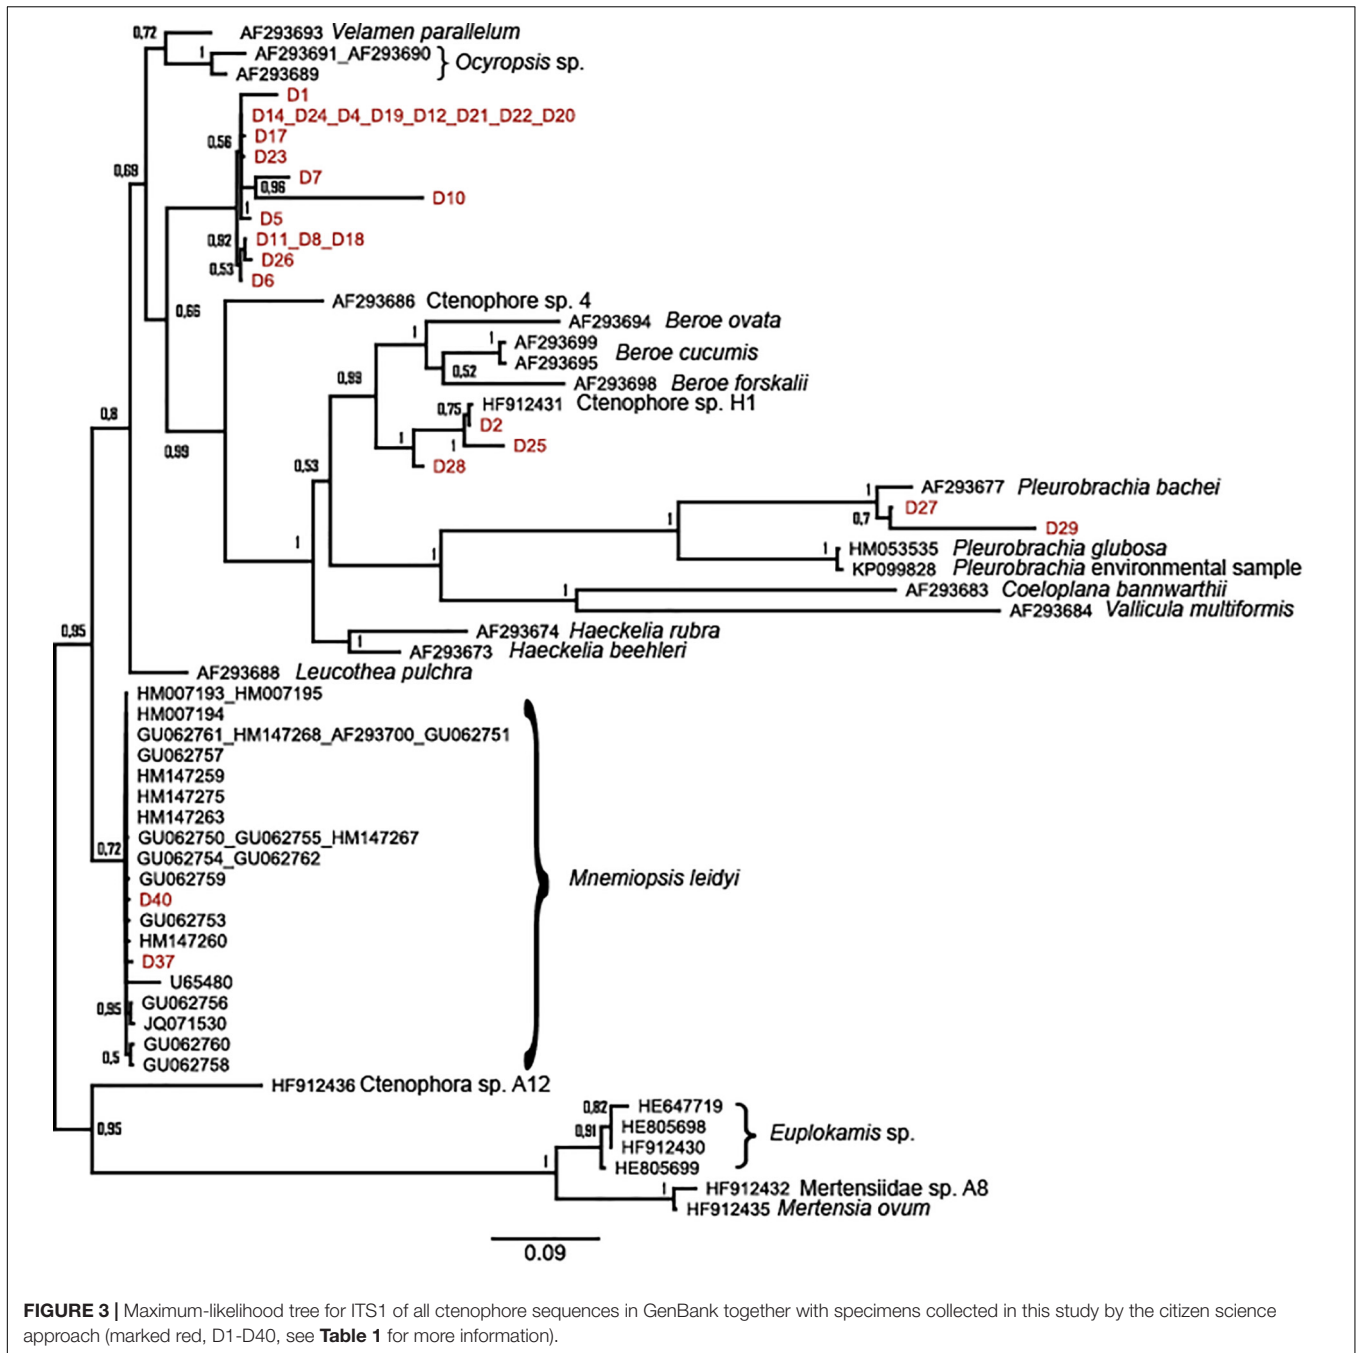 0,72
AF293693 Velamen parallelum
1
AF293691_AF293690
Ocyropsis sp.
AF293689
D1
D14_D24_D4_D19_D12_D21_D22_D20
0,56
D17
D23
0,69
D7
0,96
D10
1
D5
0,92
D11_D8_D18
0,53
D26
D6
AF293686 Ctenophore sp. 4
0,66
AF293694 Beroe ovata
1
1
AF293699
Beroe cucumis
AF293695
0,52
AF293698 Beroe forskalii
0,99
0,75
HF912431 Ctenophore sp. H1
0,8
D2
1
1
D25
0,99
0,53
D28
1
AF293677 Pleurobrachia bachei
D27
0,7
1
D29
1
1
1
HM053535 Pleurobrachia glubosa
KP099828 Pleurobrachia environmental sample
1
AF293683 Coeloplana bannwarthii
AF293684 Vallicula multiformis
0,95
AF293674 Haeckelia rubra
1
AF293673 Haeckelia beehleri
AF293688 Leucothea pulchra
HM007193_HM007195
HM007194
GU062761_HM147268_AF293700_GU062751
GU062757
HM147259
HM147275
HM147263
GU062750_GU062755_HM147267
0,72
GU062754_GU062762
GU062759
Mnemiopsis leidyi
D40
GU062753
HM147260
D37
U65480
0,95
GU062756
JQ071530
GU062760
0,5
GU062758
HF912436 Ctenophora sp. A12
0,82
HE647719
0,95
0,91
HE805698
Euplokamis sp.
HF912430
1
HE805699
1
HF912432 Mertensiidae sp. A8
HF912435 Mertensia ovum
0.09
FIGURE 3 | Maximum-likelihood tree for ITS1 of all ctenophore sequences in GenBank together with specimens collected in this study by the citizen science
approach (marked red, D1-D40, see Table 1 for more information).